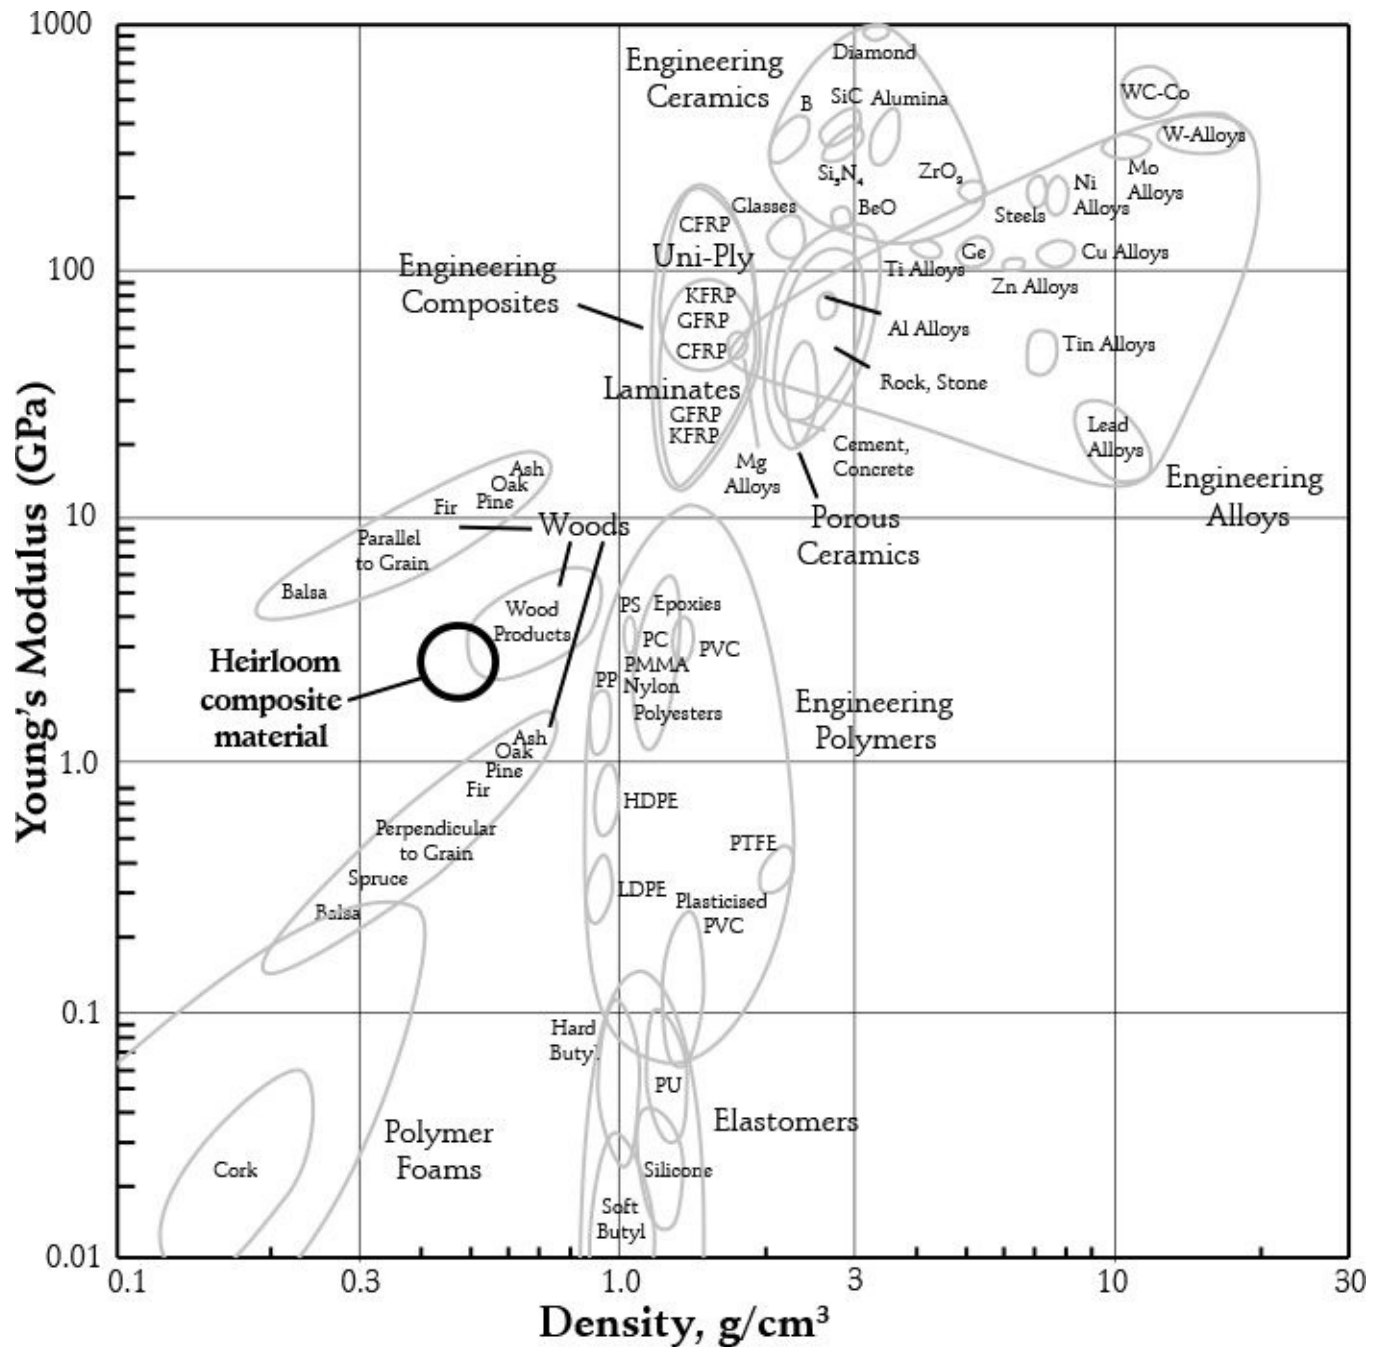 1000
100
10
1.0
0.1
0.01
Young's Modulus (GPa)
Engineering
Ceramics
Diamond
B
SiC
Alumina
Si₃N₄
ZrO₂
BeO
Glasses
WC-Co
W-Alloys
Mo
Alloys
Ni
Alloys
Steels
Ti Alloys
Ge
Cu Alloys
Zn Alloys
Al Alloys
Tin Alloys
Rock, Stone
Lead
Alloys
Engineering
Alloys
Cement,
Concrete
Porous
Ceramics
Engineering
Composites
CFRP
Uni-Ply
KFRP
GFRP
CFRP
Laminates
GFRP
KFRP
Mg
Alloys
Ash
Oak
Pine
Fir
Woods
Parallel
to Grain
Balsa
Wood
Products
Heirloom
composite
material
Ash
Oak
Pine
Fir
Perpendicular
to Grain
Spruce
Balsa
PS
Epoxies
PC
PVC
PMMA
PP
Nylon
Polyesters
Engineering
Polymers
HDPE
PTFE
LDPE
Plasticised
PVC
Hard
Butyl
PU
Elastomers
Silicone
Soft
Butyl
Polymer
Foams
Cork
0.1
0.3
1.0
3
10
30
Density, g/cm³